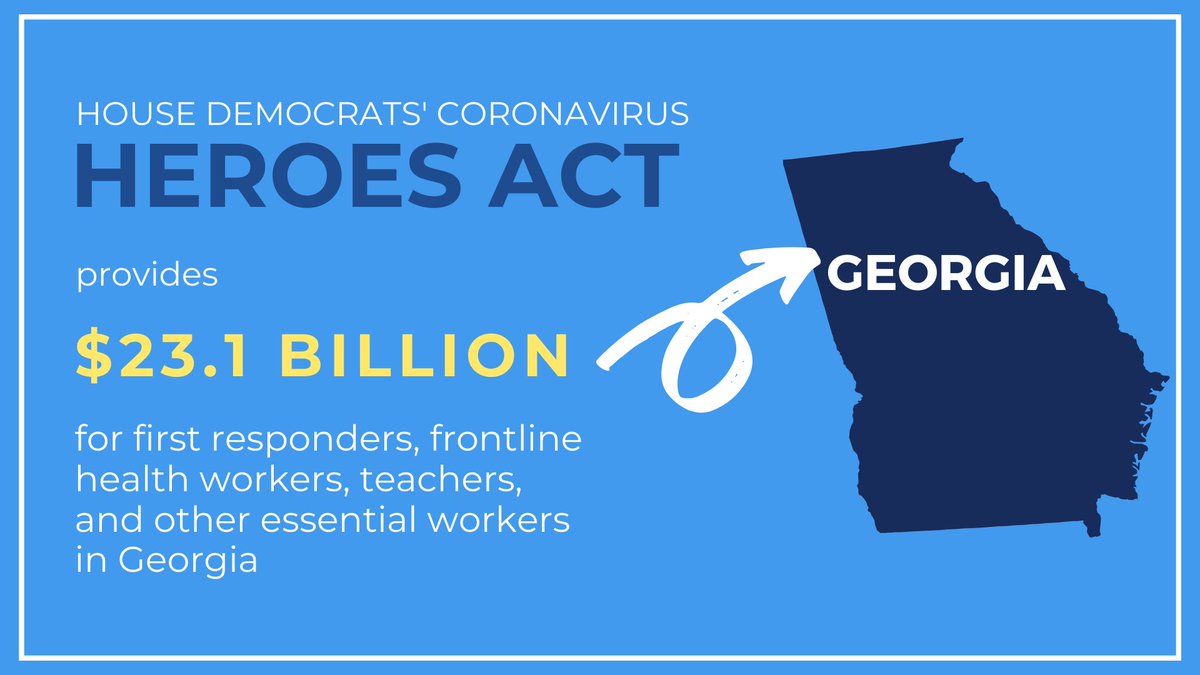 HOUSE DEMOCRATS' CORONAVIRUS
HEROES ACT
provides
$23.1 BILLION
for first responders, frontline
health workers, teachers,
and other essential workers
in Georgia
GEORGIA